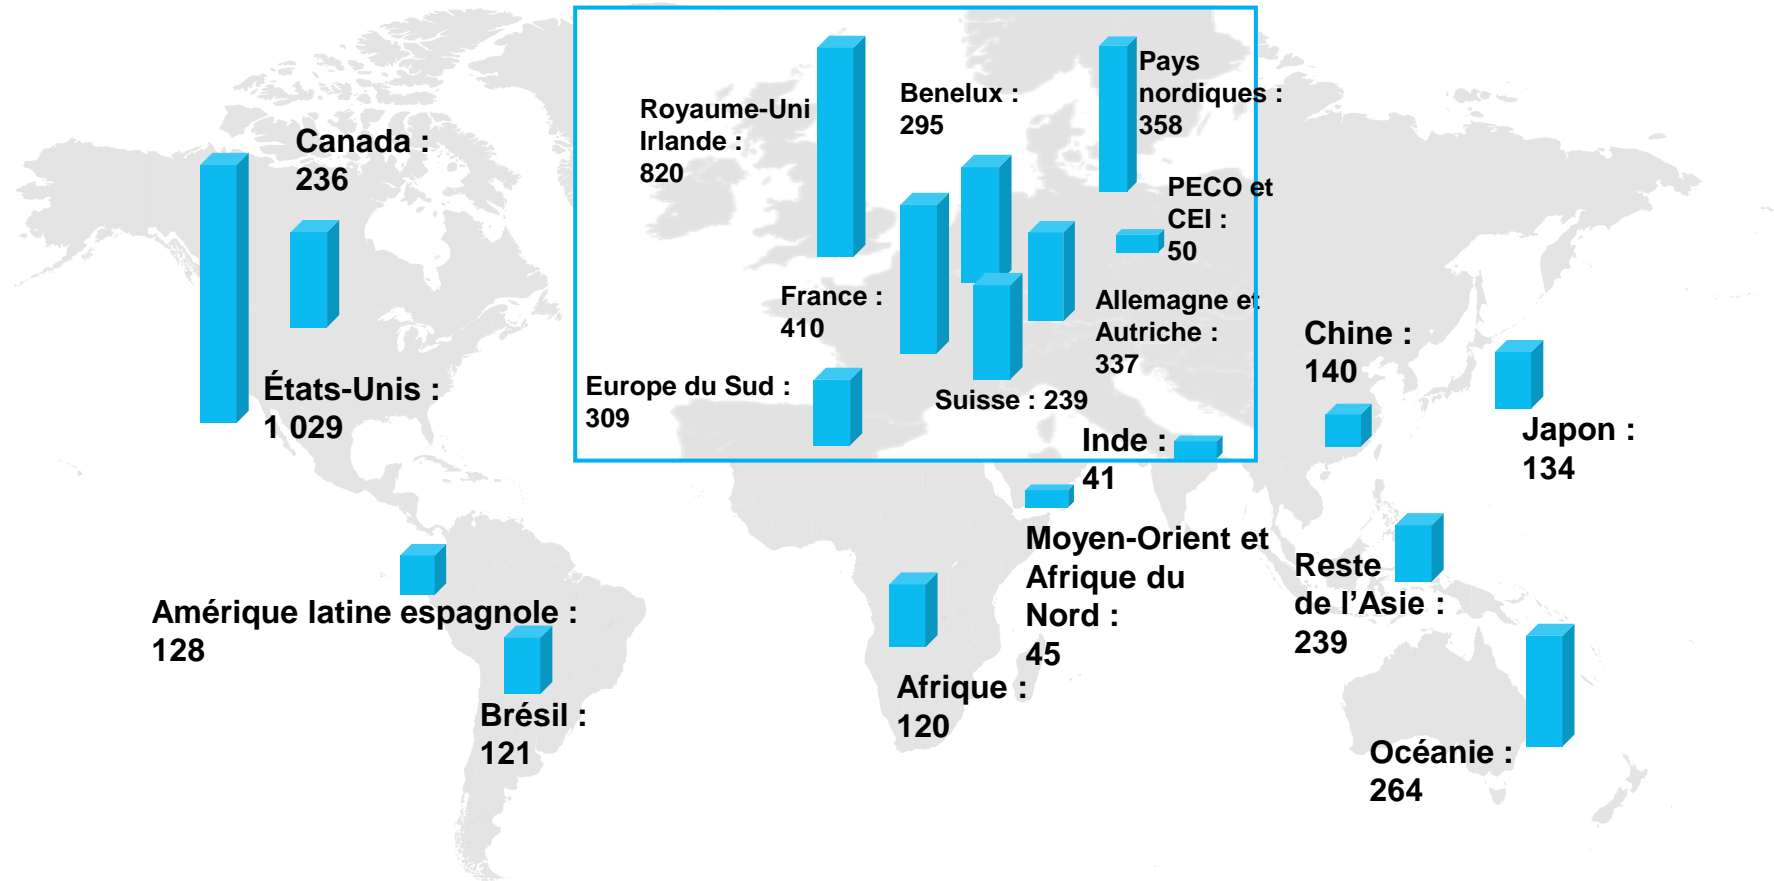 Canada :
236
États-Unis :
1 029
Amérique latine espagnole :
128
Brésil :
121
Royaume-Uni
Irlande :
820
Benelux :
295
Pays
nordiques :
358
PECO et
CEI :
50
France :
410
Allemagne et
Autriche :
337
Europe du Sud :
309
Suisse : 239
Inde :
41
Moyen-Orient et
Afrique du
Nord :
45
Afrique :
120
Chine :
140
Japon :
134
Reste
de l’Asie :
239
Océanie :
264